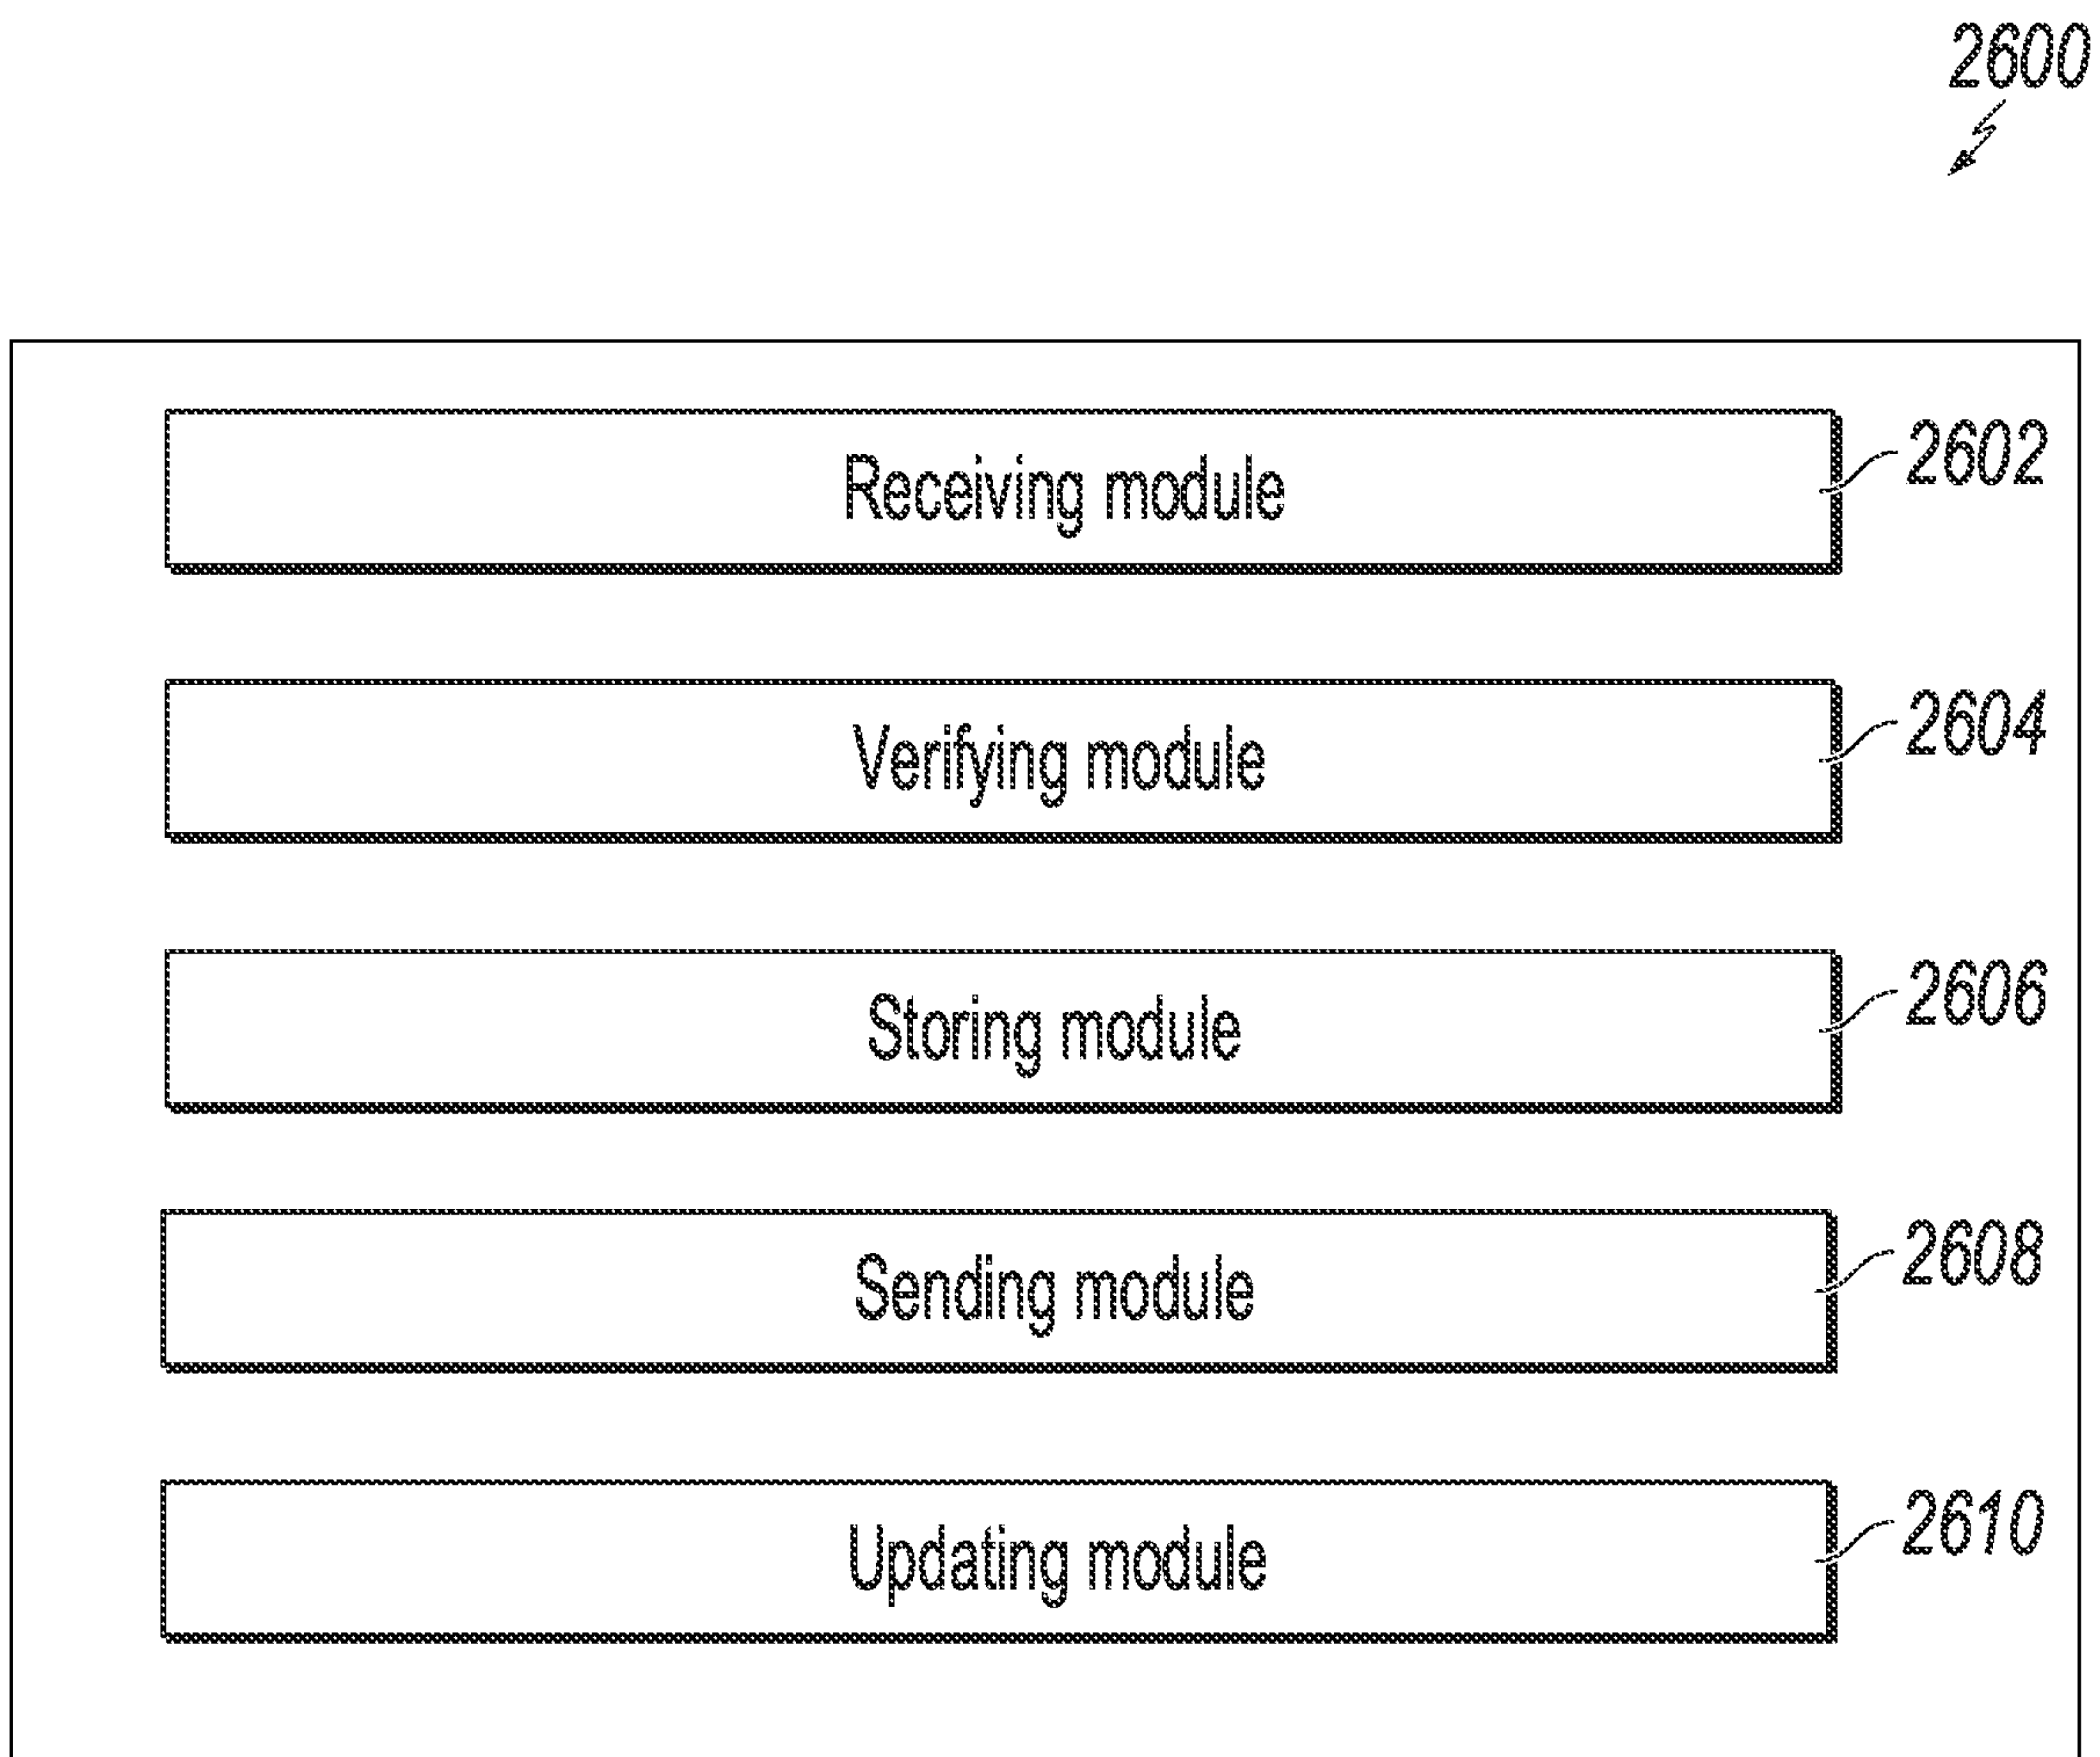 2600
Receiving module 2602
Verifying module 2604
Storing module 2606
Sending module 2608
Updating module 2610